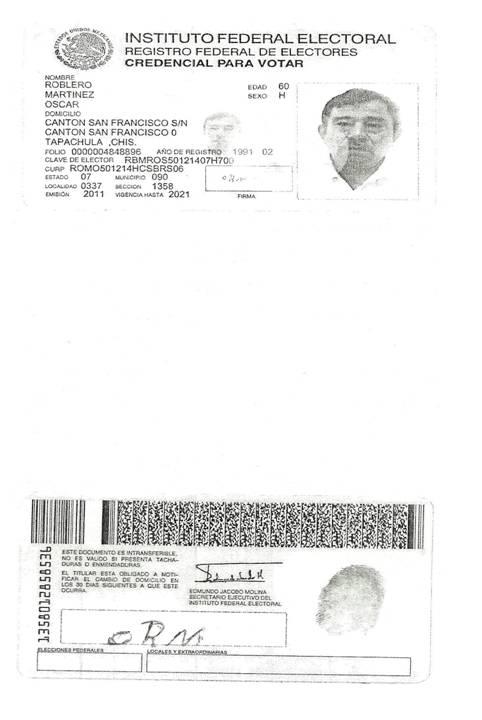 ESTADOS UNIDOS MEXICANOS
INSTITUTO FEDERAL ELECTORAL
REGISTRO FEDERAL DE ELECTORES
CREDENCIAL PARA VOTAR
NOMBRE
ROBLERO
MARTINEZ
OSCAR
EDAD 60
SEXO H
DOMICILIO
CANTON SAN FRANCISCO S/N
CANTON SAN FRANCISCO 0
TAPACHULA ,CHIS.
FOLIO 0000004848896 AÑO DE REGISTRO 1991 02
CLAVE DE ELECTOR RBMROS50121407H700
CURP ROMO501214HCSBRS06
ESTADO 07 MUNICIPIO 090
LOCALIDAD 0337 SECCION 1358
EMISIÓN 2011 VIGENCIA HASTA 2021
FIRMA
ESTE DOCUMENTO ES INTRANSFERIBLE,
NO ES VALIDO SI PRESENTA TACHA-
DURAS O ENMENDADURAS.
EL TITULAR ESTA OBLIGADO A NOTI-
FICAR EL CAMBIO DE DOMICILIO EN
LOS 30 DIAS SIGUIENTES A QUE ESTE
OCURRA.
EDMUNDO JACOBO MOLINA
SECRETARIO EJECUTIVO DEL
INSTITUTO FEDERAL ELECTORAL
ORM
ELECCIONES FEDERALES
LOCALES Y EXTRAORDINARIAS